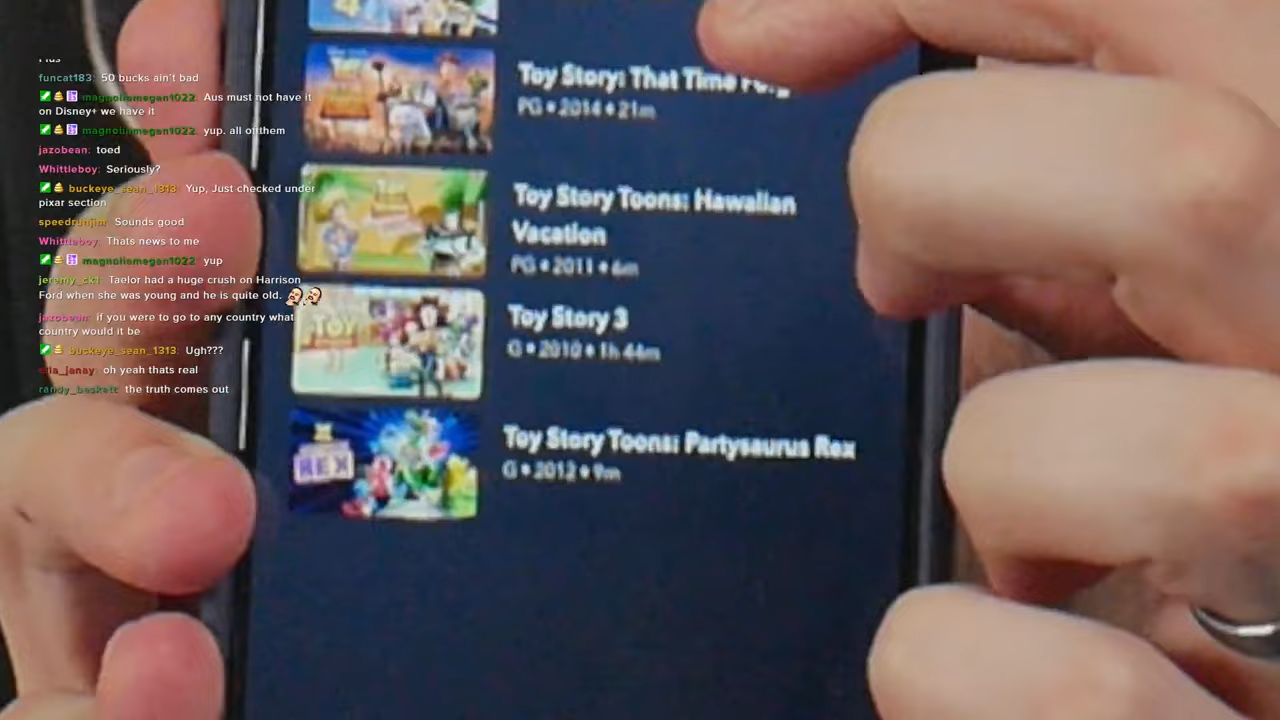 funcat183: 50 bucks ain't bad
magnoliamegan1022 Aus must not have it
on Disney+ we have it
magnoliamegan1022 yup. all of them
jazobean: toed
Whittleboy: Seriously?
buckeye_sean_1313: Yup, Just checked under
pixar section
speedrunjim Sounds good
Whittleboy: Thats news to me
magnoliamegan1022 yup
jeremy_ck1 Taelor had a huge crush on Harrison
Ford when she was young and he is quite old.
jazobean: if you were to go to any country what
country would it be
buckeye_sean_1313: Ugh???
oh yeah thats real
randy_baskett: the truth comes out
4
Toy Story: That Time
PG • 2014 • 21m
Toy Story Toons: Hawaiian
Vacation
PG • 2011 • 6m
TOY
Toy Story 3
G • 2010 • 1h 44m
REX
Toy Story Toons: Partysaurus Rex
G • 2012 • 9m